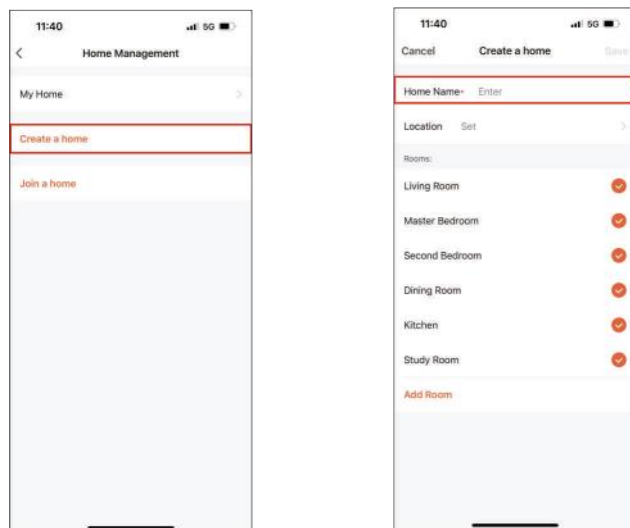 11:40
5G
Home Management
My Home
Create a home
Join a home
11:40
5G
Cancel Create a home Save
Home Name* Enter
Location Set
Rooms:
Living Room
Master Bedroom
Second Bedroom
Dining Room
Kitchen
Study Room
Add Room